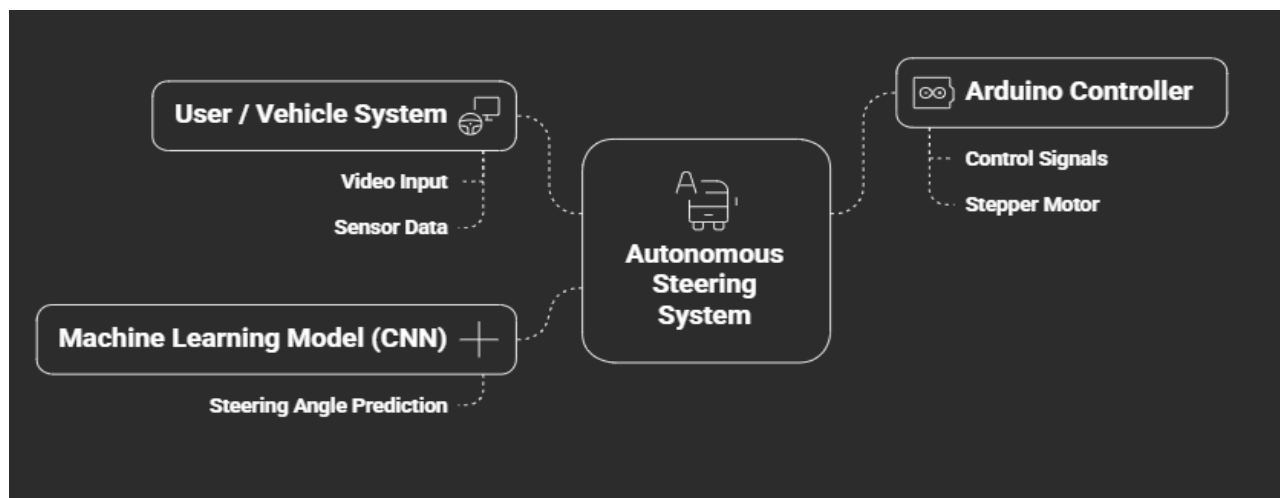 User / Vehicle System
Video Input
Sensor Data
Machine Learning Model (CNN)
Steering Angle Prediction
Autonomous
Steering
System
Arduino Controller
Control Signals
Stepper Motor